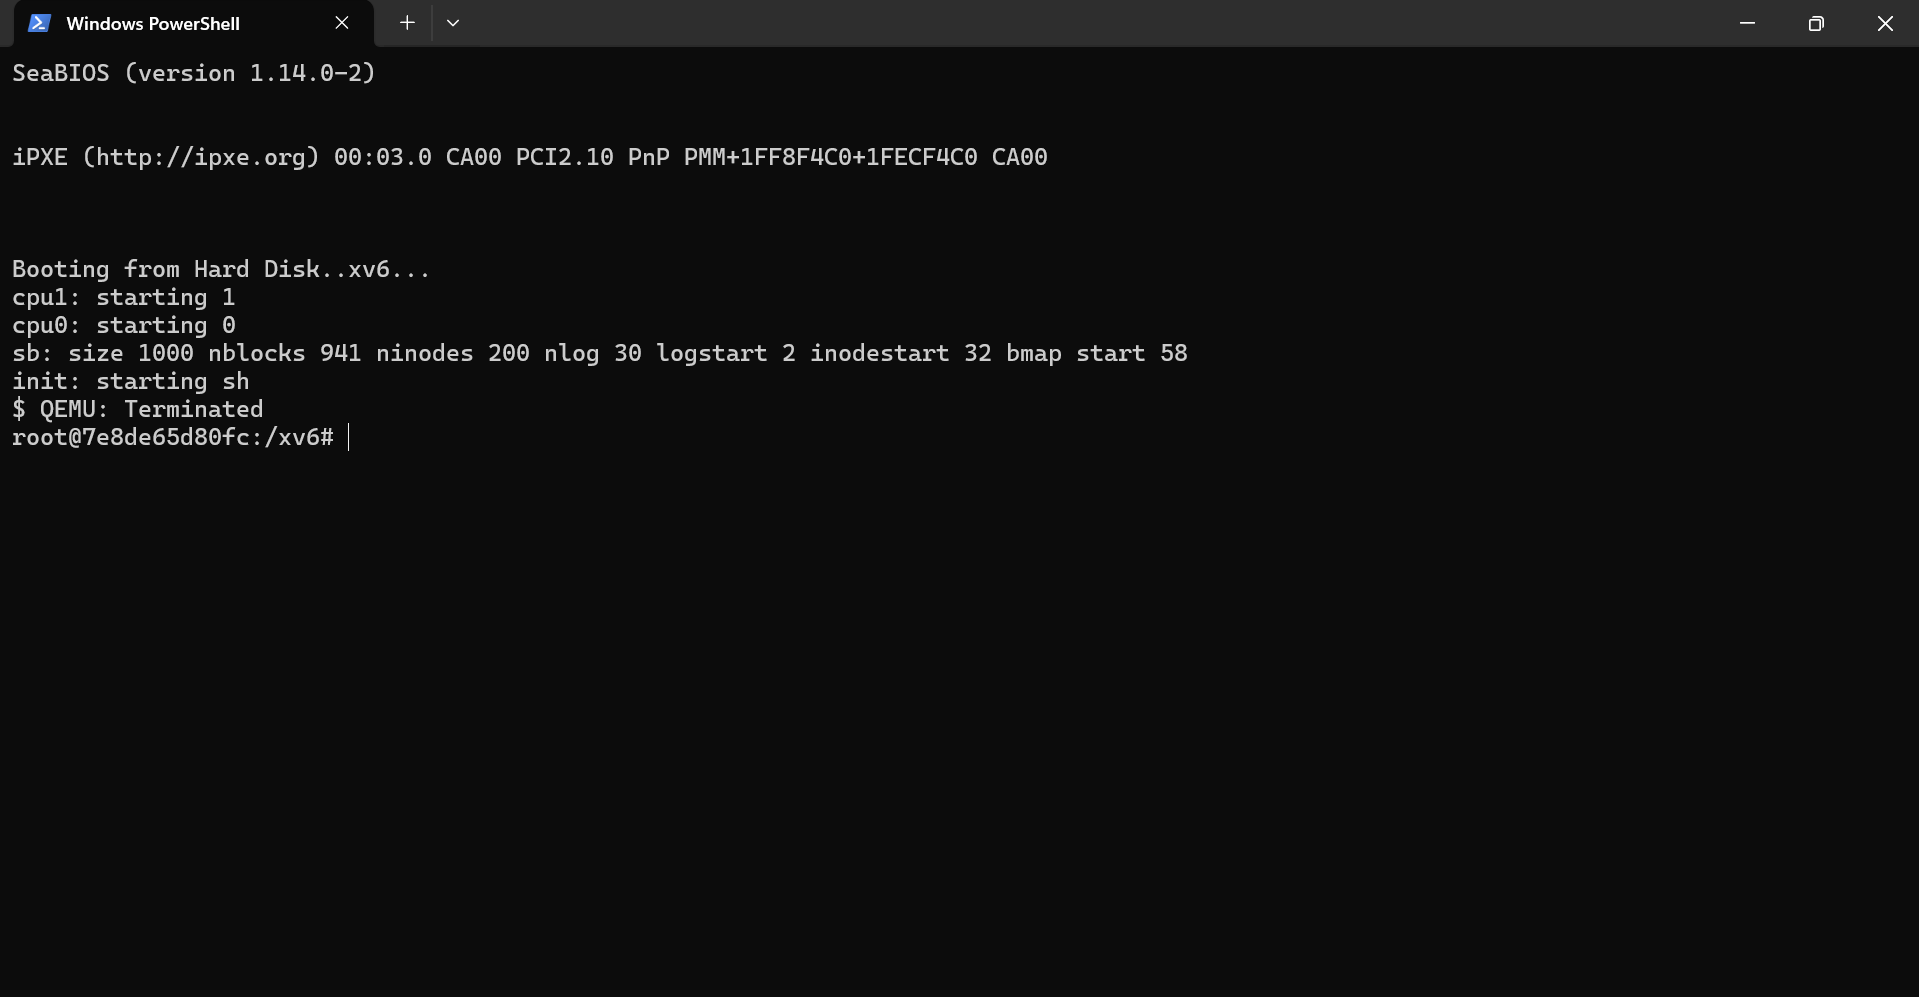 Windows PowerShell
SeaBIOS (version 1.14.0-2)
iPXE (http://ipxe.org) 00:03.0 CA00 PCI2.10 PnP PMM+1FF8F4C0+1FECF4C0 CA00
Booting from Hard Disk..xv6...
cpu1: starting 1
cpu0: starting 0
sb: size 1000 nblocks 941 ninodes 200 nlog 30 logstart 2 inodestart 32 bmap start 58
init: starting sh
$ QEMU: Terminated
root@7e8de65d80fc:/xv6#